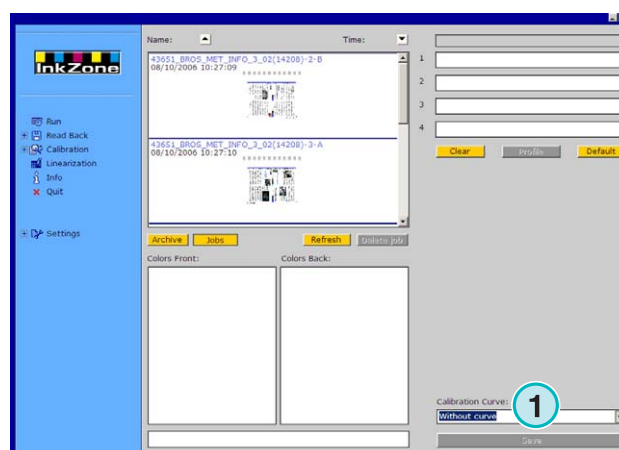 InkZone
Run
Read Back
Calibration
Linearization
Info
Quit
Settings
Name:
Time:
43651_BROS_MET_INFO_3_02(14208)-2-B
08/10/2006 10:27:09
43651_BROS_MET_INFO_3_02(14208)-3-A
08/10/2006 10:27:10
Archive
Jobs
Refresh
Delete job
Colors Front:
Colors Back:
1
2
3
4
Clear
Profile
Default
Calibration Curve:
1
Without curve
Save